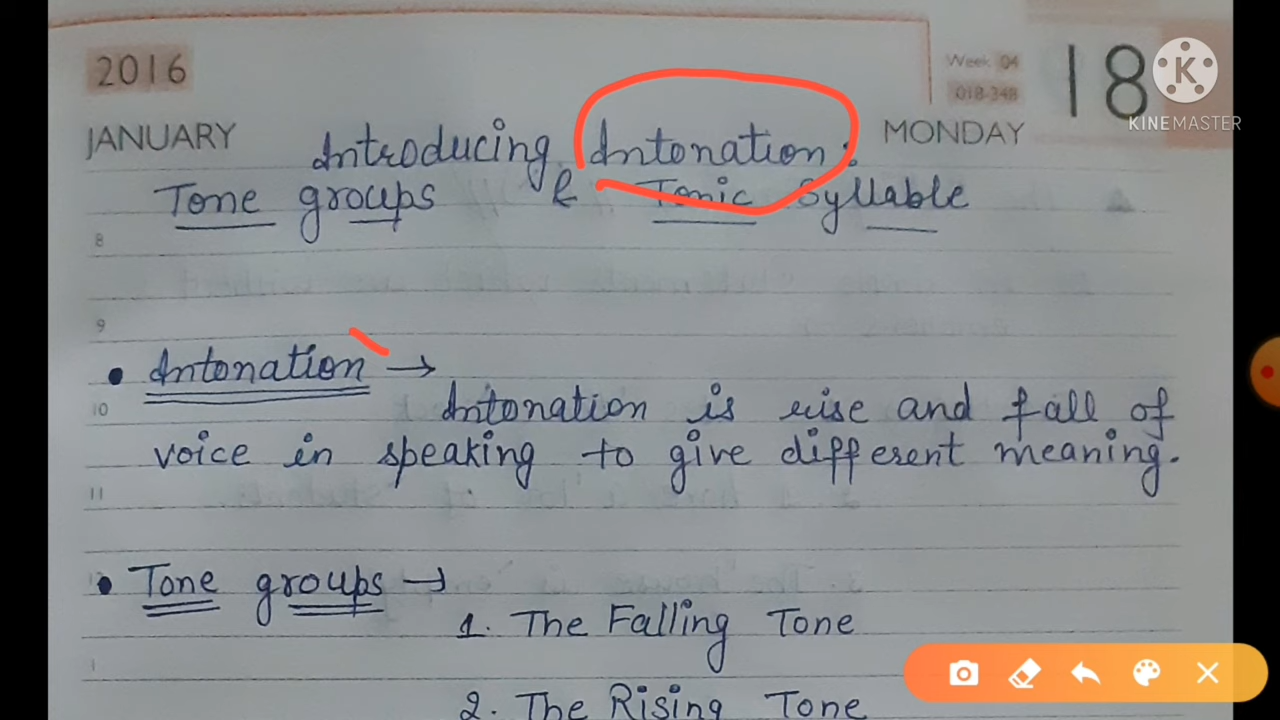 2016
Week 04
018-348
18
KINEMASTER
JANUARY
MONDAY
Introducing Intonation:
Tone groups & Tonic Syllable
8
9
• Intonation →
10
Intonation is rise and fall of
voice in speaking to give different meaning.
11
• Tone groups →
1. The Falling Tone
2. The Rising Tone